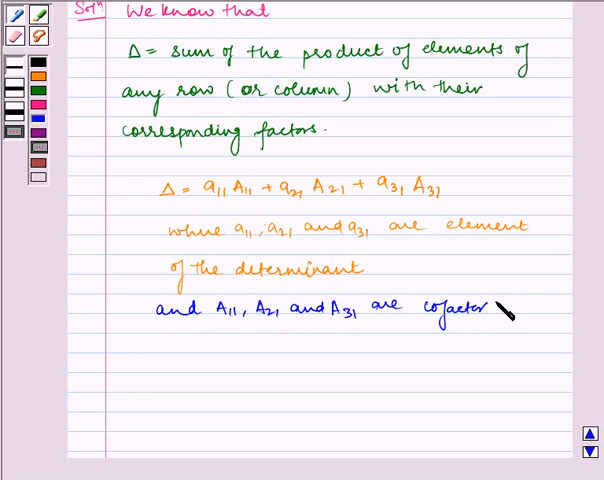 Solⁿ We know that
Δ = sum of the product of elements of
any row (or column) with their
corresponding factors.
Δ = a₁₁ A₁₁ + a₂₁ A₂₁ + a₃₁ A₃₁
where a₁₁, a₂₁ and a₃₁ are element
of the determinant
and A₁₁, A₂₁ and A₃₁ are cofactor